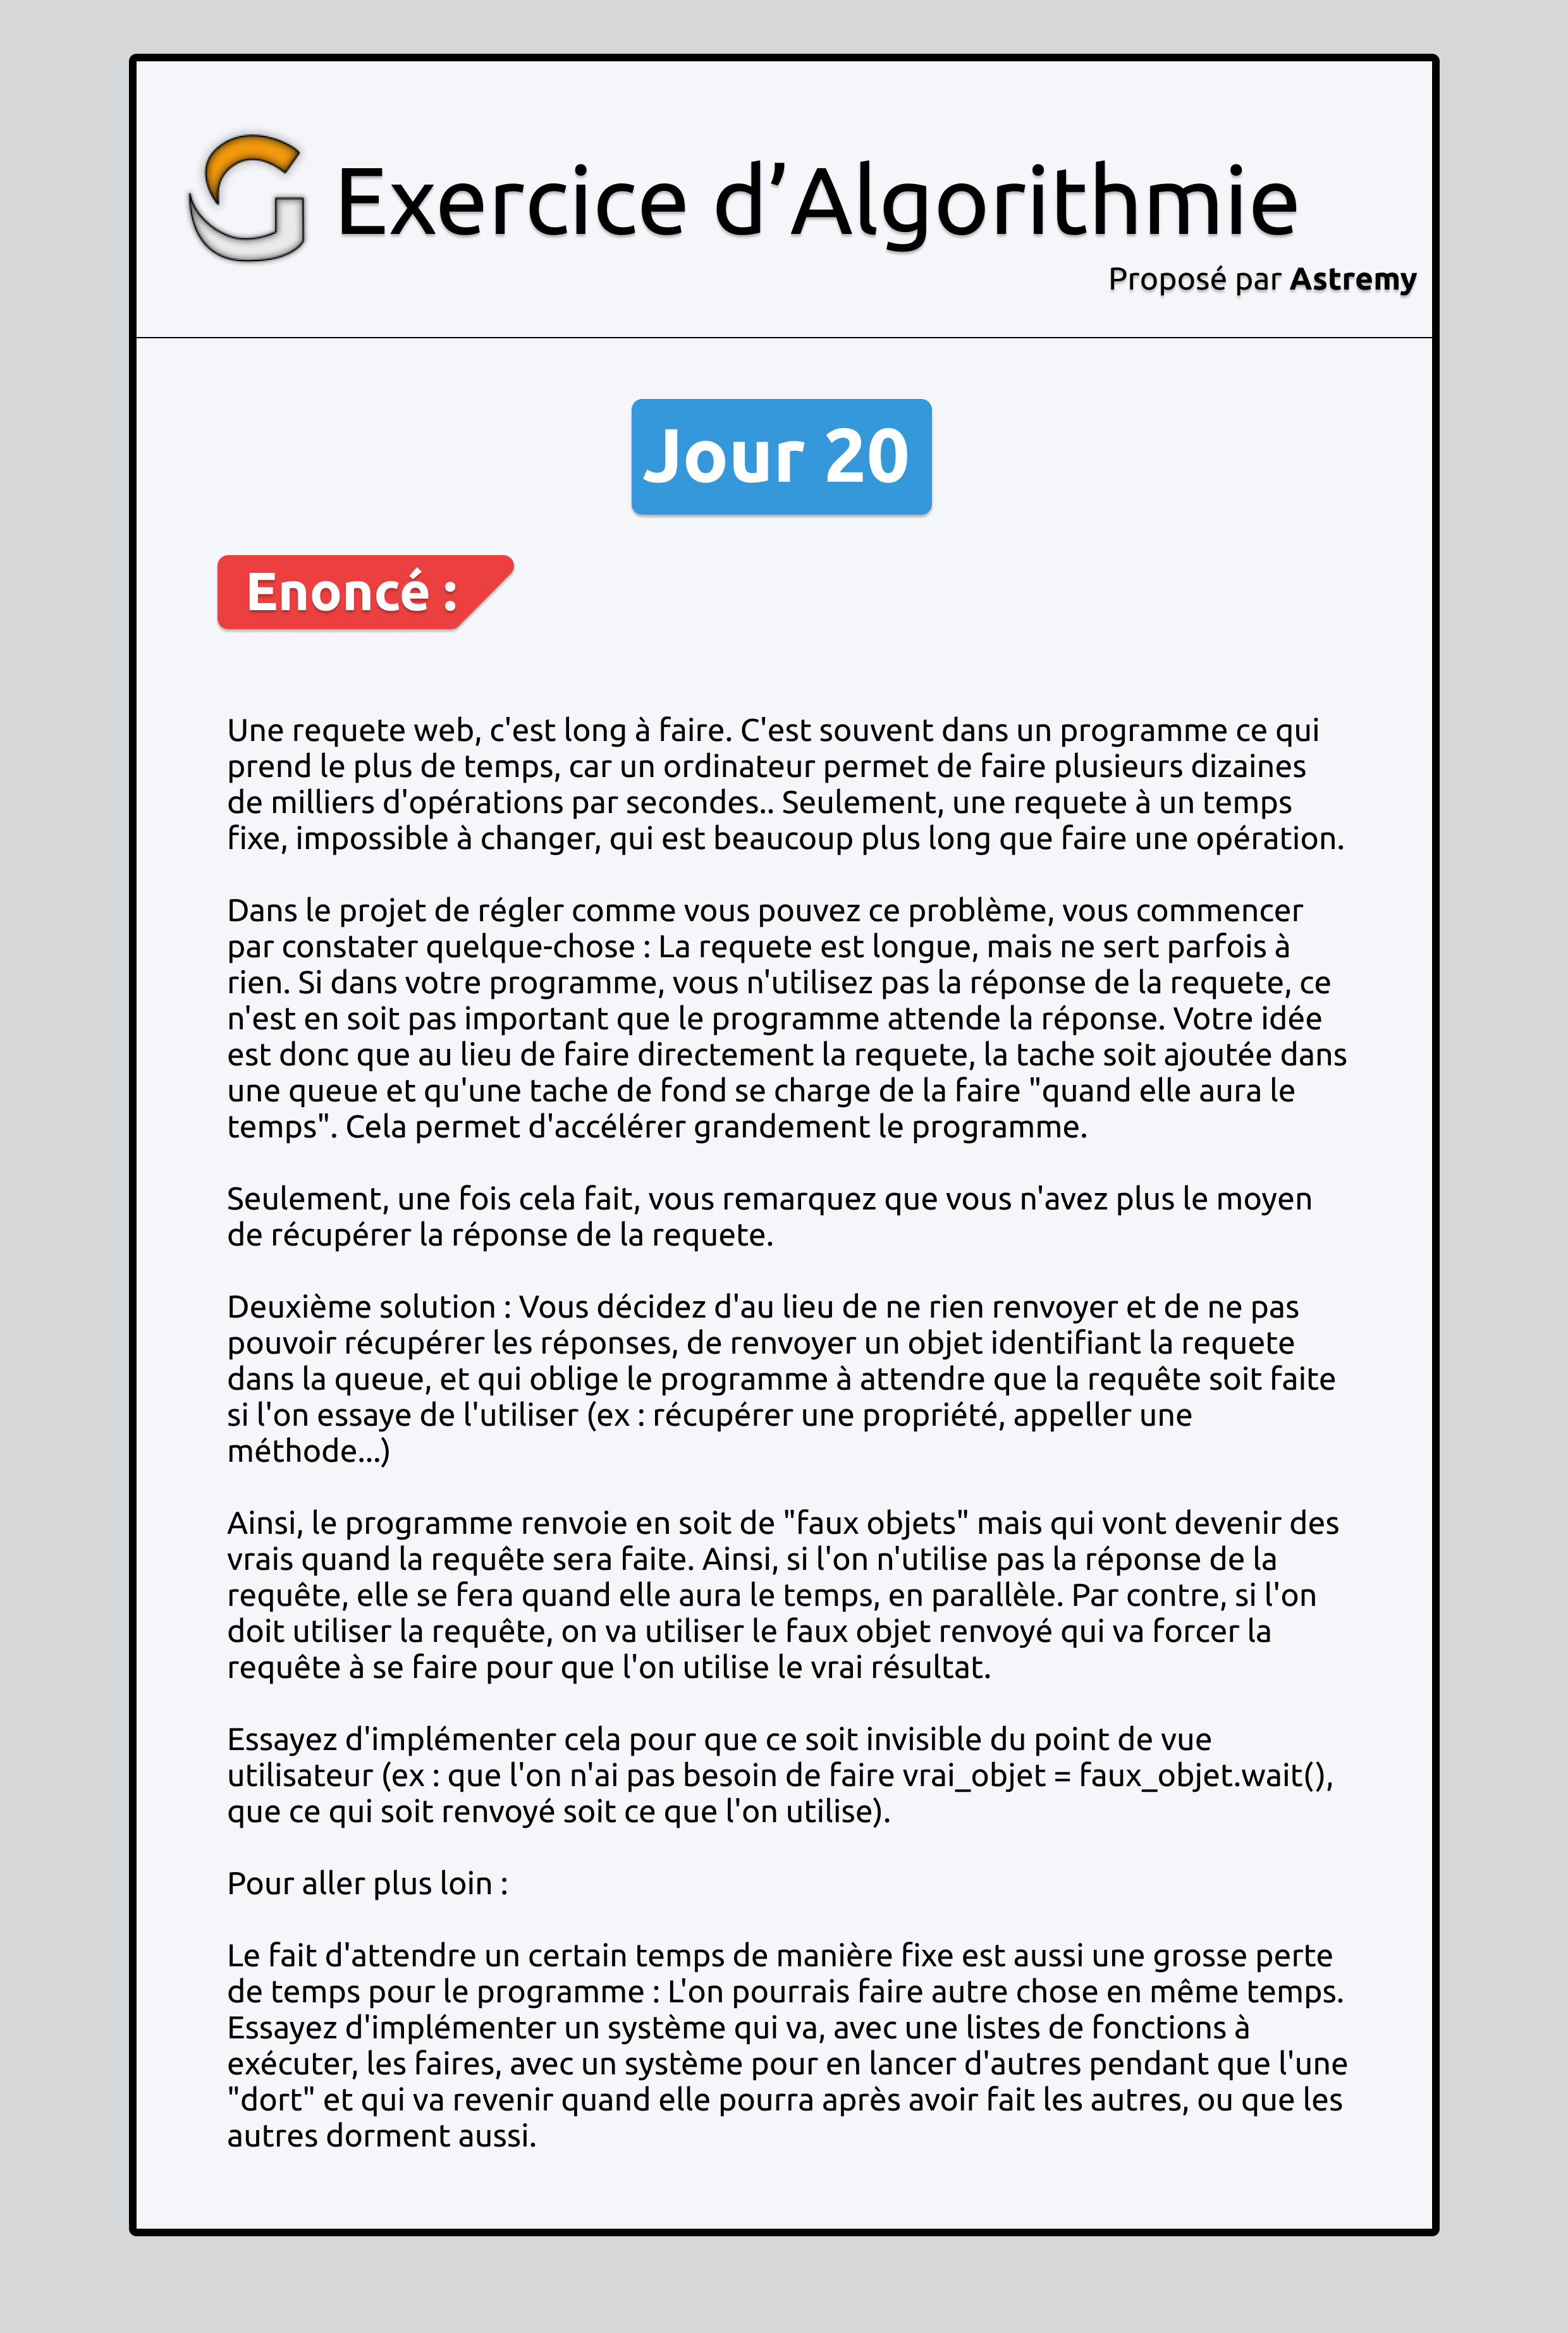 Exercice d’Algorithmie
Proposé par Astremy
Jour 20
Enoncé :
Une requete web, c'est long à faire. C'est souvent dans un programme ce qui
prend le plus de temps, car un ordinateur permet de faire plusieurs dizaines
de milliers d'opérations par secondes.. Seulement, une requete à un temps
fixe, impossible à changer, qui est beaucoup plus long que faire une opération.
Dans le projet de régler comme vous pouvez ce problème, vous commencer
par constater quelque-chose : La requete est longue, mais ne sert parfois à
rien. Si dans votre programme, vous n'utilisez pas la réponse de la requete, ce
n'est en soit pas important que le programme attende la réponse. Votre idée
est donc que au lieu de faire directement la requete, la tache soit ajoutée dans
une queue et qu'une tache de fond se charge de la faire "quand elle aura le
temps". Cela permet d'accélérer grandement le programme.
Seulement, une fois cela fait, vous remarquez que vous n'avez plus le moyen
de récupérer la réponse de la requete.
Deuxième solution : Vous décidez d'au lieu de ne rien renvoyer et de ne pas
pouvoir récupérer les réponses, de renvoyer un objet identifiant la requete
dans la queue, et qui oblige le programme à attendre que la requête soit faite
si l'on essaye de l'utiliser (ex : récupérer une propriété, appeller une
méthode...)
Ainsi, le programme renvoie en soit de "faux objets" mais qui vont devenir des
vrais quand la requête sera faite. Ainsi, si l'on n'utilise pas la réponse de la
requête, elle se fera quand elle aura le temps, en parallèle. Par contre, si l'on
doit utiliser la requête, on va utiliser le faux objet renvoyé qui va forcer la
requête à se faire pour que l'on utilise le vrai résultat.
Essayez d'implémenter cela pour que ce soit invisible du point de vue
utilisateur (ex : que l'on n'ai pas besoin de faire vrai_objet = faux_objet.wait(),
que ce qui soit renvoyé soit ce que l'on utilise).
Pour aller plus loin :
Le fait d'attendre un certain temps de manière fixe est aussi une grosse perte
de temps pour le programme : L'on pourrais faire autre chose en même temps.
Essayez d'implémenter un système qui va, avec une listes de fonctions à
exécuter, les faires, avec un système pour en lancer d'autres pendant que l'une
"dort" et qui va revenir quand elle pourra après avoir fait les autres, ou que les
autres dorment aussi.